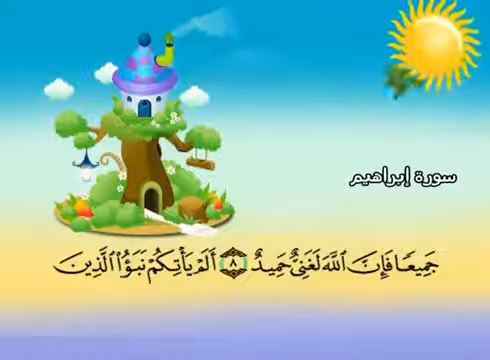 سورة إبراهيم
جَمِيعًا فَإِنَّ ٱللَّهَ لَغَنِىٌّ حَمِيدٌ ٨ أَلَمْ يَأْتِكُمْ نَبَؤُا۟ ٱلَّذِينَ